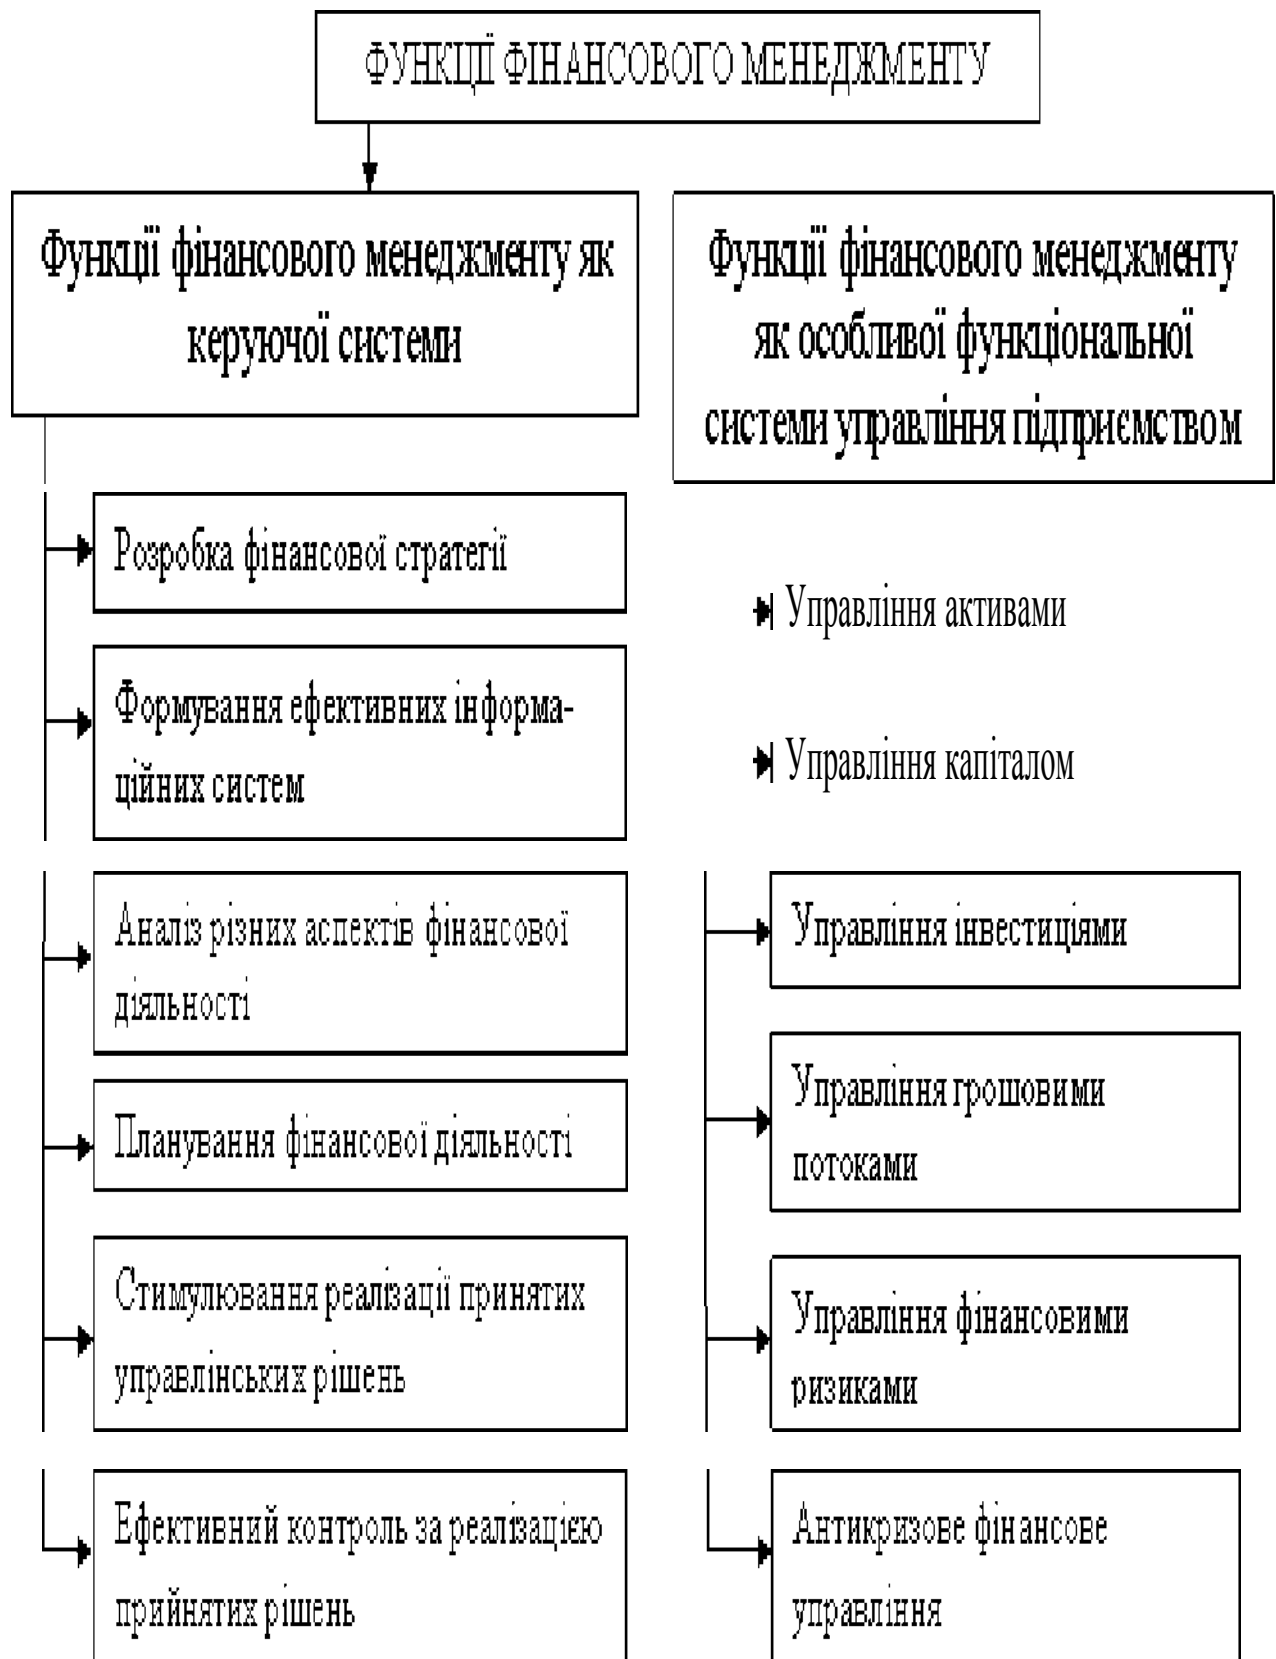 ФУНКЦІЇ ФІНАНСОВОГО МЕНЕДЖМЕНТУ
Функції фінансового менеджменту як
керуючої системи
Розробка фінансової стратегії
Формування ефективних інформа-
ційних систем
Аналіз різних аспектів фінансової
діяльності
Планування фінансової діяльності
Стимулювання реалізації принятих
управлінських рішень
Ефективний контроль за реалізацією
прийнятих рішень
Функції фінансового менеджменту
як особливої функціональної
системи управління підприємством
Управління активами
Управління капіталом
Управління інвестиціями
Управління грошовими
потоками
Управління фінансовими
ризиками
Антикризове фінансове
управління